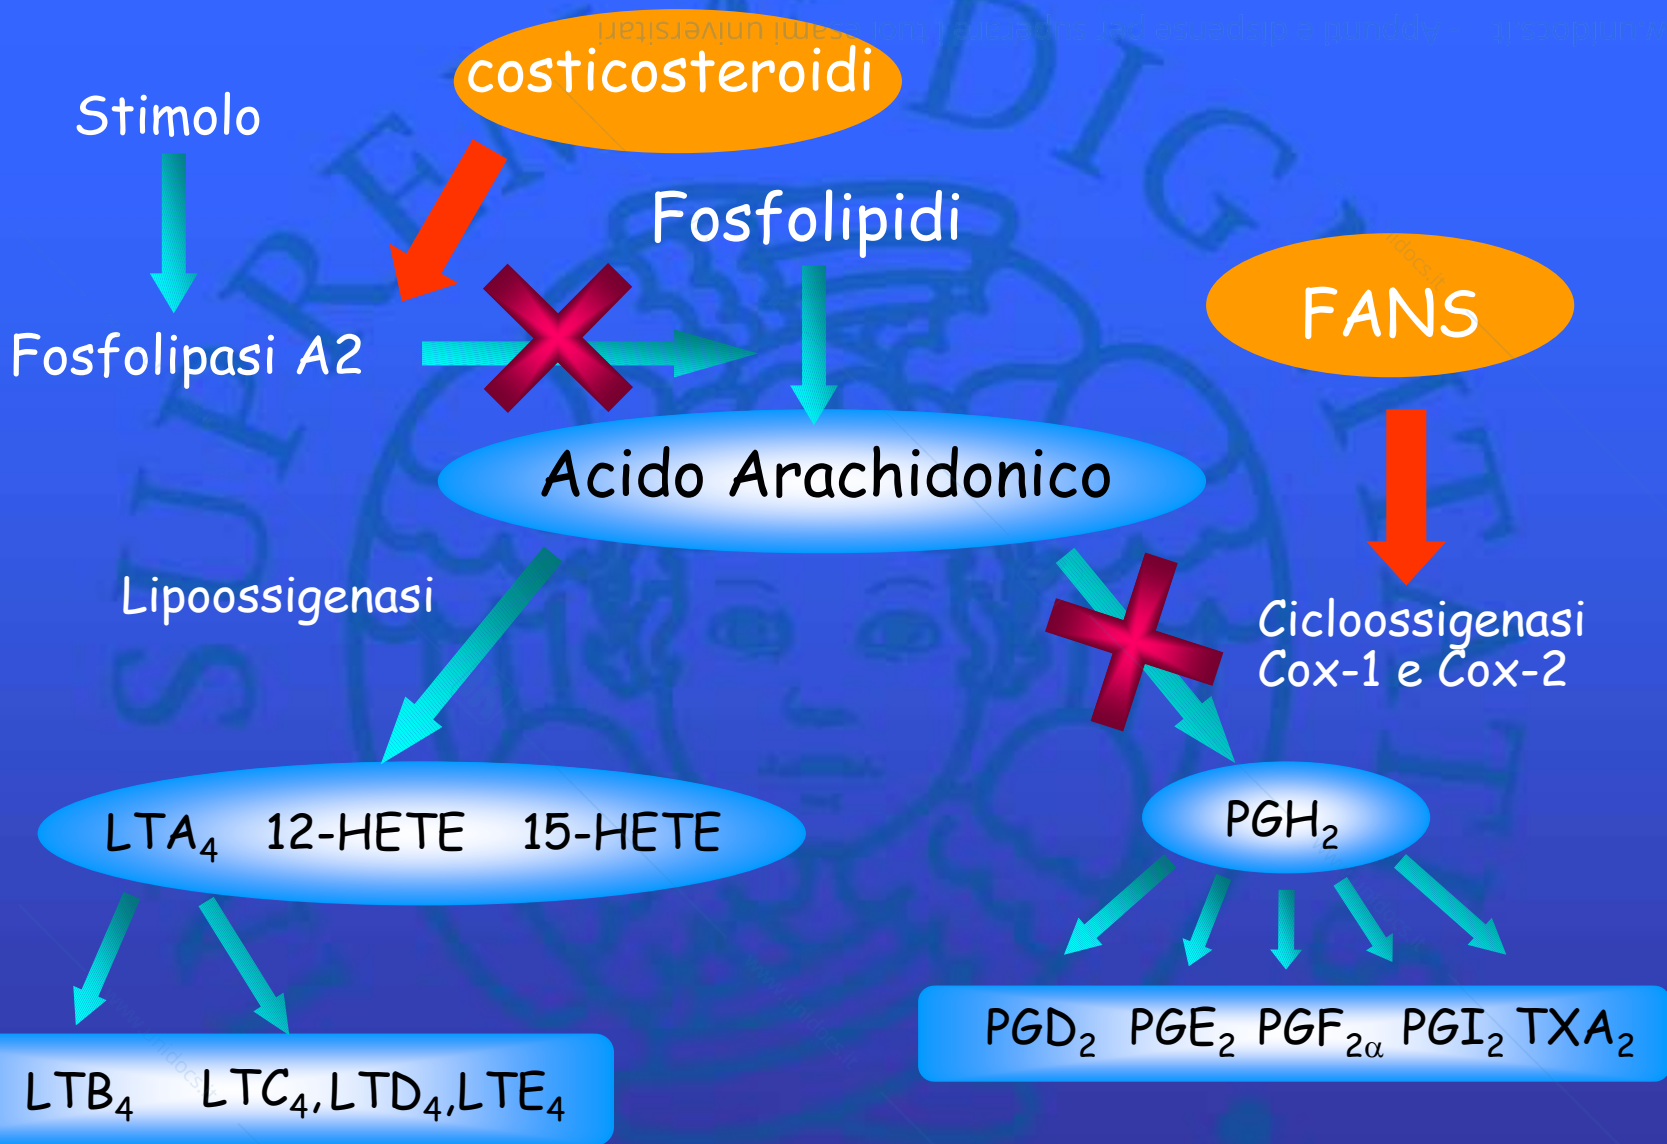 costicosteroidi
Stimolo
Fosfolipidi
FANS
Fosfolipasi A2
Acido Arachidonico
Lipoossigenasi
Cicloossigenasi
Cox-1 e Cox-2
LTA4 12-HETE 15-HETE
PGH2
PGD2 PGE2 PGF2α PGI2 TXA2
LTB4 LTC4, LTD4, LTE4